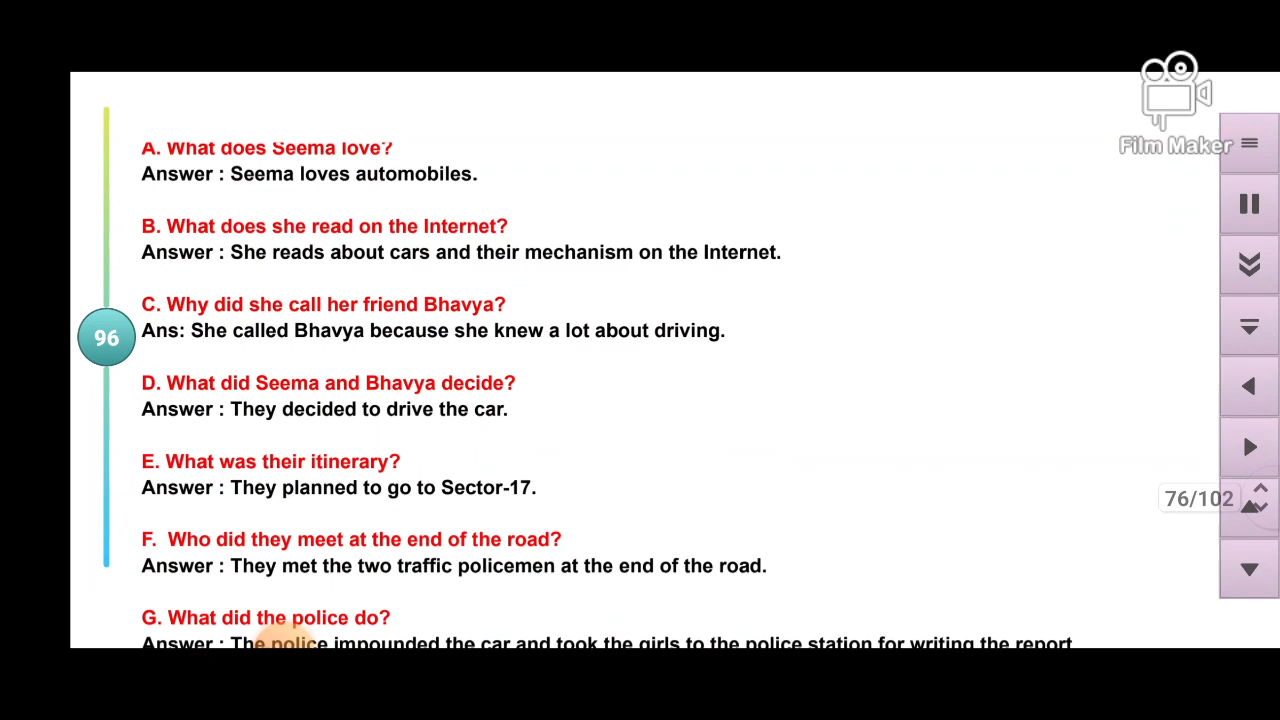 Film Maker
A. What does Seema love?
Answer : Seema loves automobiles.
B. What does she read on the Internet?
Answer : She reads about cars and their mechanism on the Internet.
C. Why did she call her friend Bhavya?
Ans: She called Bhavya because she knew a lot about driving.
96
D. What did Seema and Bhavya decide?
Answer : They decided to drive the car.
E. What was their itinerary?
Answer : They planned to go to Sector-17.
76/102
F. Who did they meet at the end of the road?
Answer : They met the two traffic policemen at the end of the road.
G. What did the police do?
Answer : The police impounded the car and took the girls to the police station for writing the report